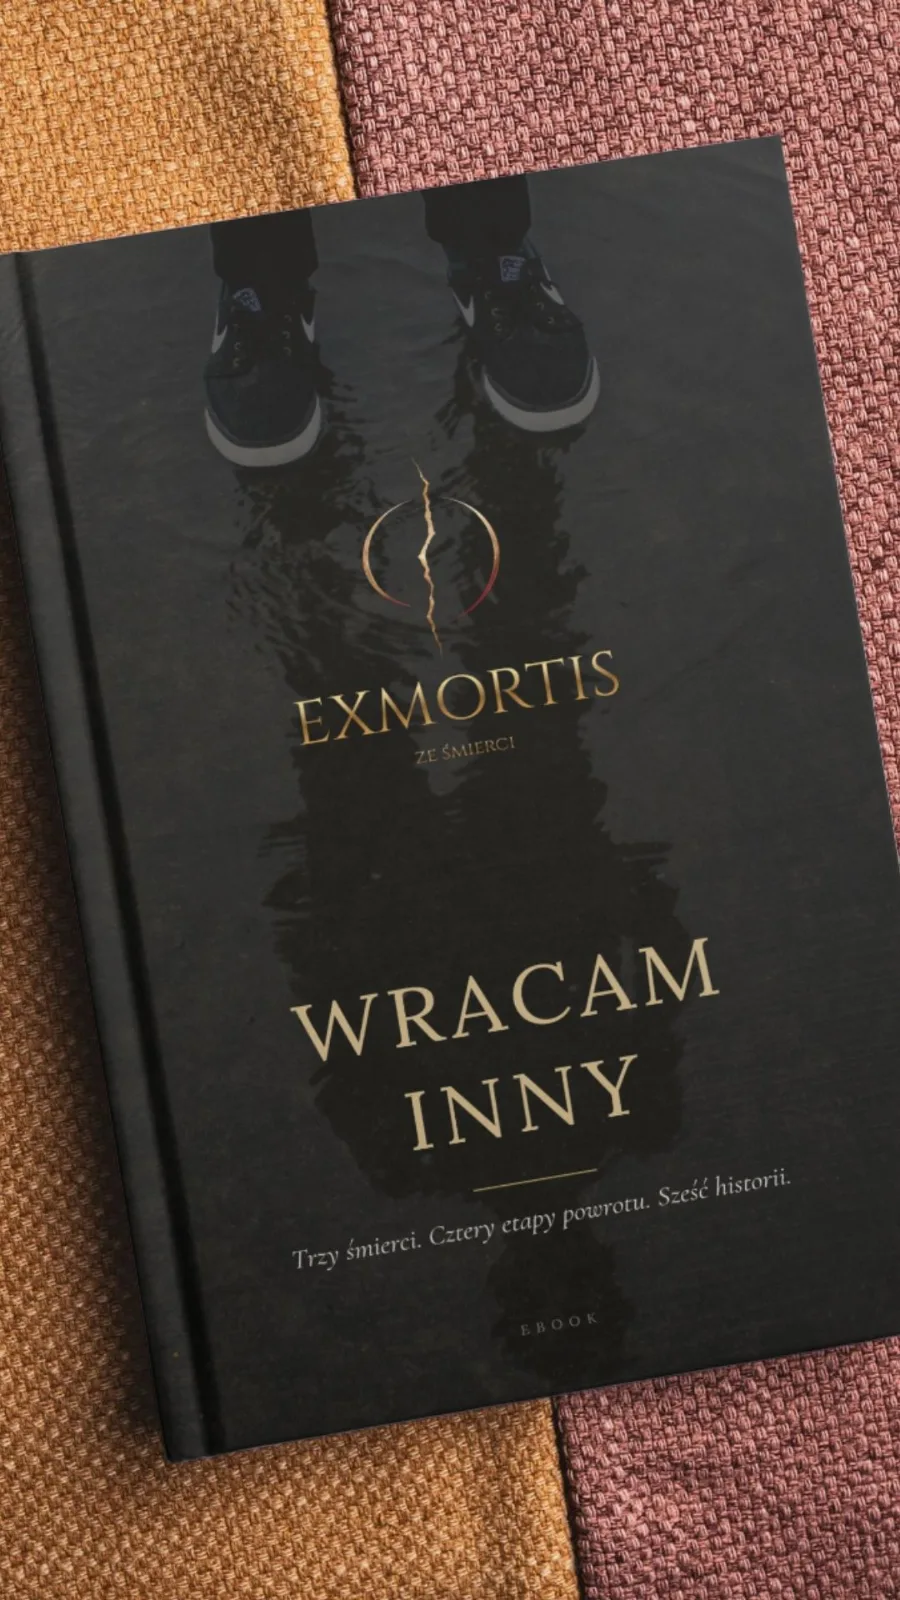 EXMORTIS
ZE ŚMIERCI
WRACAM
INNY
Trzy śmierci. Cztery etapy powrotu. Sześć historii.
EBOOK